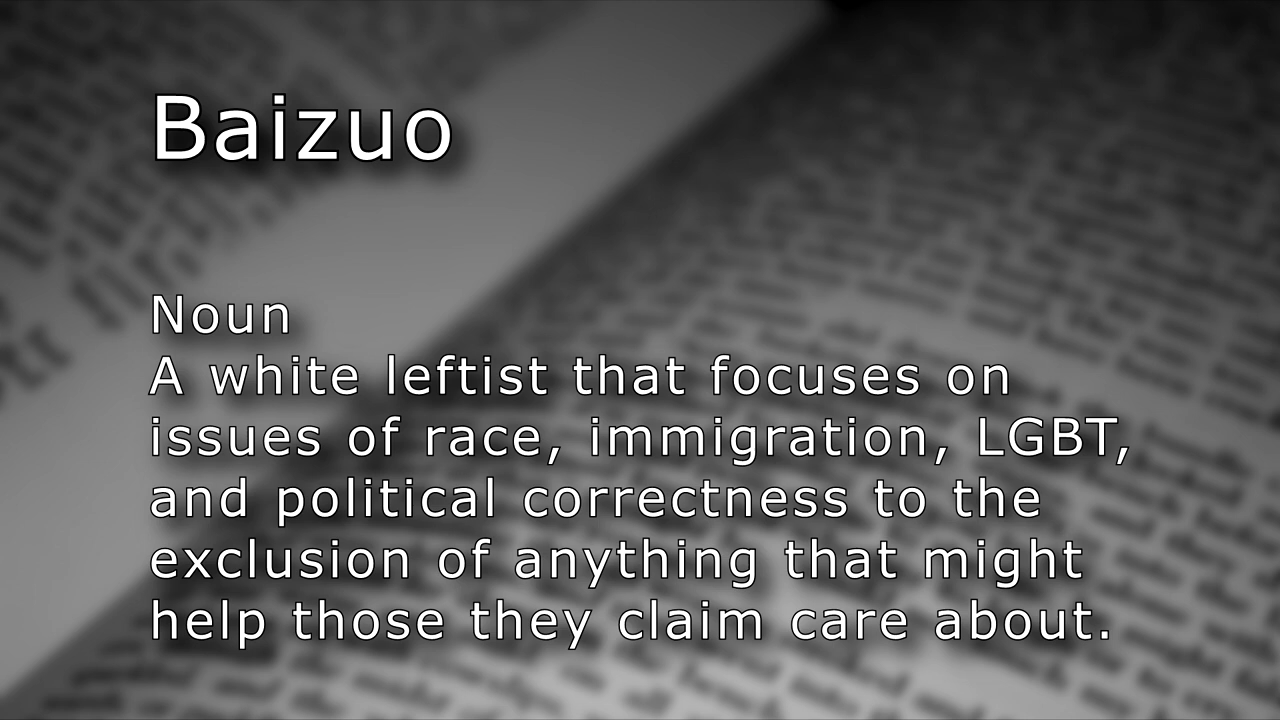 Baizuo
Noun
A white leftist that focuses on
issues of race, immigration, LGBT,
and political correctness to the
exclusion of anything that might
help those they claim care about.